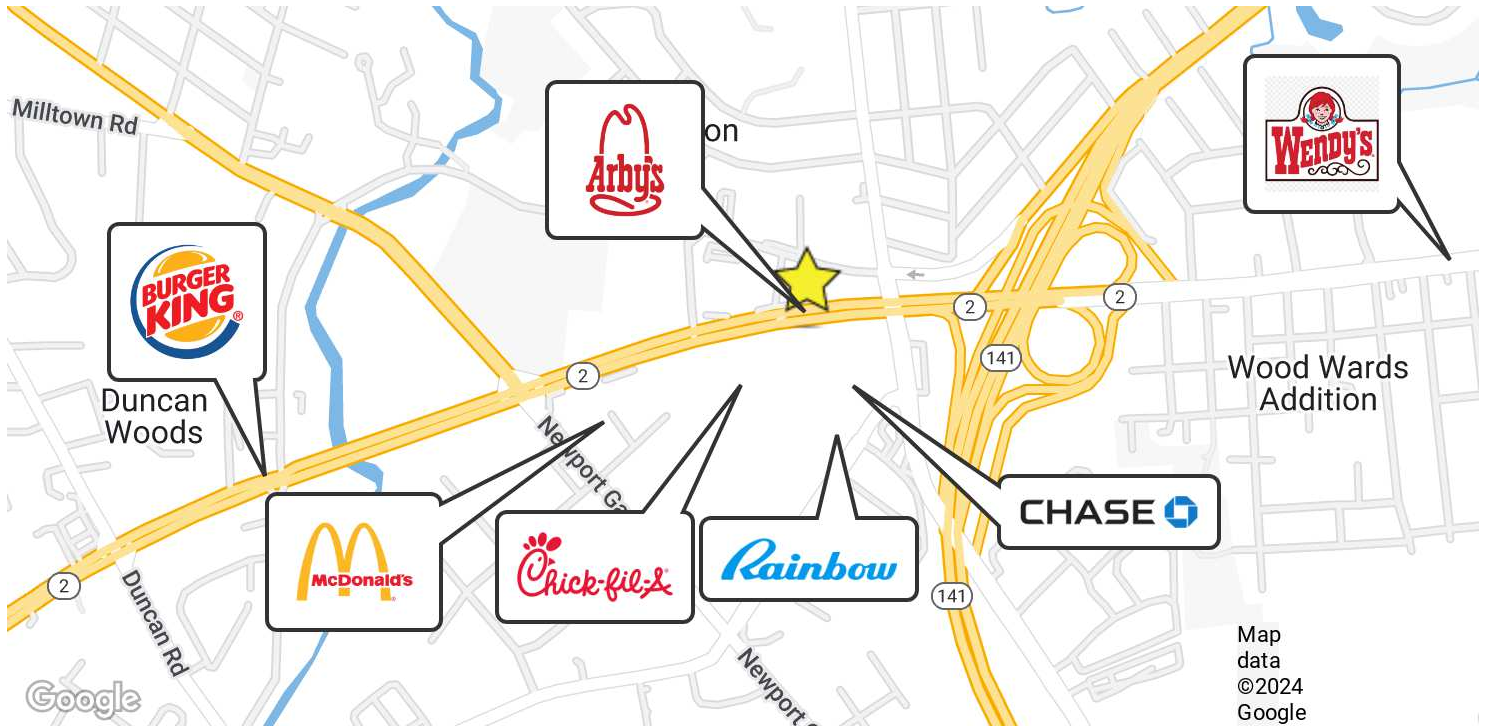 Milltown Rd
on
Arby's
WENDY'S
BURGER
KING
®
2
2
141
2
Duncan
Woods
Wood Wards
Addition
McDonald's
Chick-fil-A
Rainbow
CHASE
2
141
Duncan Rd
Newport Ga
Newport
Google
Map
data
©2024
Google